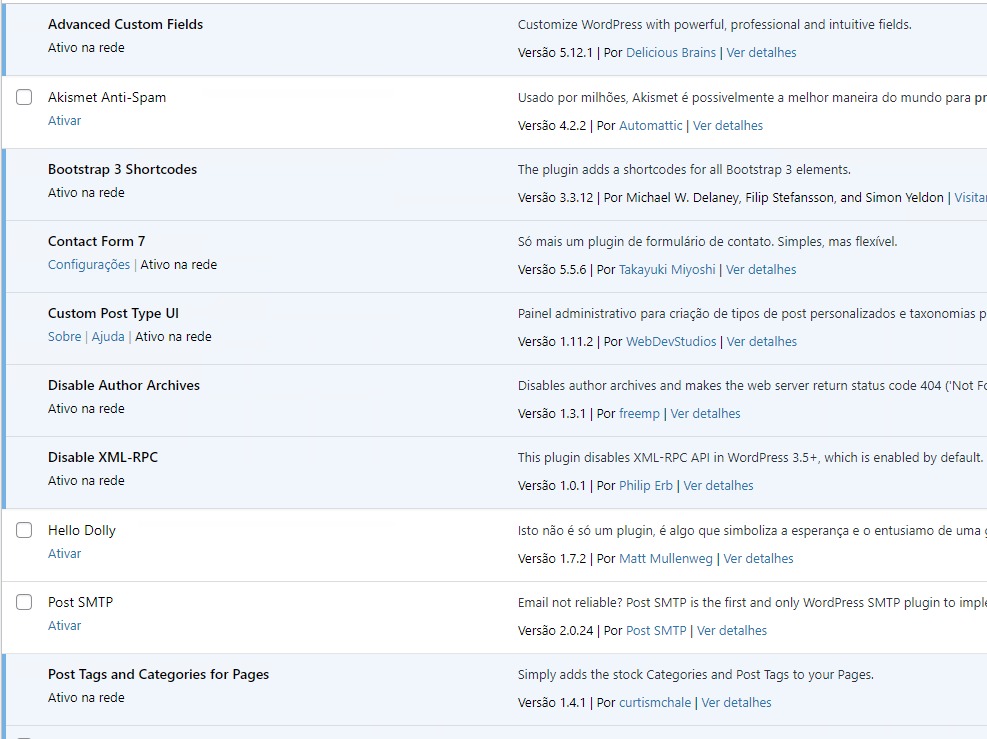 Advanced Custom Fields
Customize WordPress with powerful, professional and intuitive fields.
Ativo na rede
Versão 5.12.1 | Por Delicious Brains | Ver detalhes
Akismet Anti-Spam
Usado por milhões, Akismet é possivelmente a melhor maneira do mundo para
Ativar
Versão 4.2.2 | Por Automattic | Ver detalhes
Bootstrap 3 Shortcodes
The plugin adds a shortcodes for all Bootstrap 3 elements.
Ativo na rede
Versão 3.3.12 | Por Michael W. Delaney, Filip Stefansson, and Simon Yeldon |
Contact Form 7
Só mais um plugin de formulário de contato. Simples, mas flexível.
Configurações | Ativo na rede
Versão 5.5.6 | Por Takayuki Miyoshi | Ver detalhes
Custom Post Type UI
Painel administrativo para criação de tipos de post personalizados e taxonomias
Sobre | Ajuda | Ativo na rede
Versão 1.11.2 | Por WebDevStudios | Ver detalhes
Disable Author Archives
Disables author archives and makes the web server return status code 404 ('Not
Ativo na rede
Versão 1.3.1 | Por freemp | Ver detalhes
Disable XML-RPC
This plugin disables XML-RPC API in WordPress 3.5+, which is enabled by default.
Ativo na rede
Versão 1.0.1 | Por Philip Erb | Ver detalhes
Hello Dolly
Isto não é só um plugin, é algo que simboliza a esperança e o entusiamo de uma
Ativar
Versão 1.7.2 | Por Matt Mullenweg | Ver detalhes
Post SMTP
Email not reliable? Post SMTP is the first and only WordPress SMTP plugin to
Ativar
Versão 2.0.24 | Por Post SMTP | Ver detalhes
Post Tags and Categories for Pages
Simply adds the stock Categories and Post Tags to your Pages.
Ativo na rede
Versão 1.4.1 | Por curtismchale | Ver detalhes